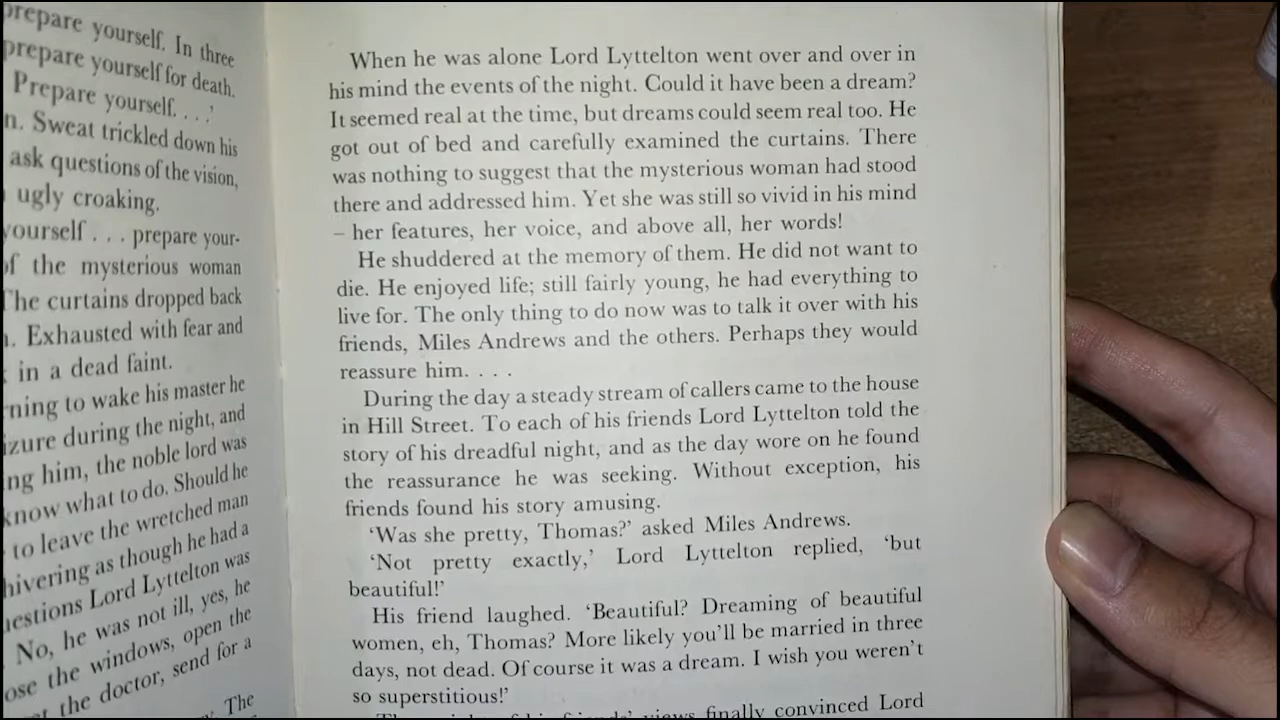 prepare yourself. In three
prepare yourself for death.
Prepare yourself. . . .'
n. Sweat trickled down his
ask questions of the vision,
ugly croaking.
yourself . . . prepare your-
of the mysterious woman
The curtains dropped back
n. Exhausted with fear and
in a dead faint.
ning to wake his master he
izure during the night, and
ng him, the noble lord was
know what to do. Should he
to leave the wretched man
hivering as though he had a
uestions Lord Lyttelton was
No, he was not ill, yes, he
ose the windows, open the
the doctor, send for a
The
When he was alone Lord Lyttelton went over and over in
his mind the events of the night. Could it have been a dream?
It seemed real at the time, but dreams could seem real too. He
got out of bed and carefully examined the curtains. There
was nothing to suggest that the mysterious woman had stood
there and addressed him. Yet she was still so vivid in his mind
– her features, her voice, and above all, her words!
He shuddered at the memory of them. He did not want to
die. He enjoyed life; still fairly young, he had everything to
live for. The only thing to do now was to talk it over with his
friends, Miles Andrews and the others. Perhaps they would
reassure him. . . .
During the day a steady stream of callers came to the house
in Hill Street. To each of his friends Lord Lyttelton told the
story of his dreadful night, and as the day wore on he found
the reassurance he was seeking. Without exception, his
friends found his story amusing.
‘Was she pretty, Thomas?’ asked Miles Andrews.
‘Not pretty exactly,’ Lord Lyttelton replied, ‘but
beautiful!’
His friend laughed. ‘Beautiful? Dreaming of beautiful
women, eh, Thomas? More likely you’ll be married in three
days, not dead. Of course it was a dream. I wish you weren’t
so superstitious!’
friends’ views finally convinced Lord